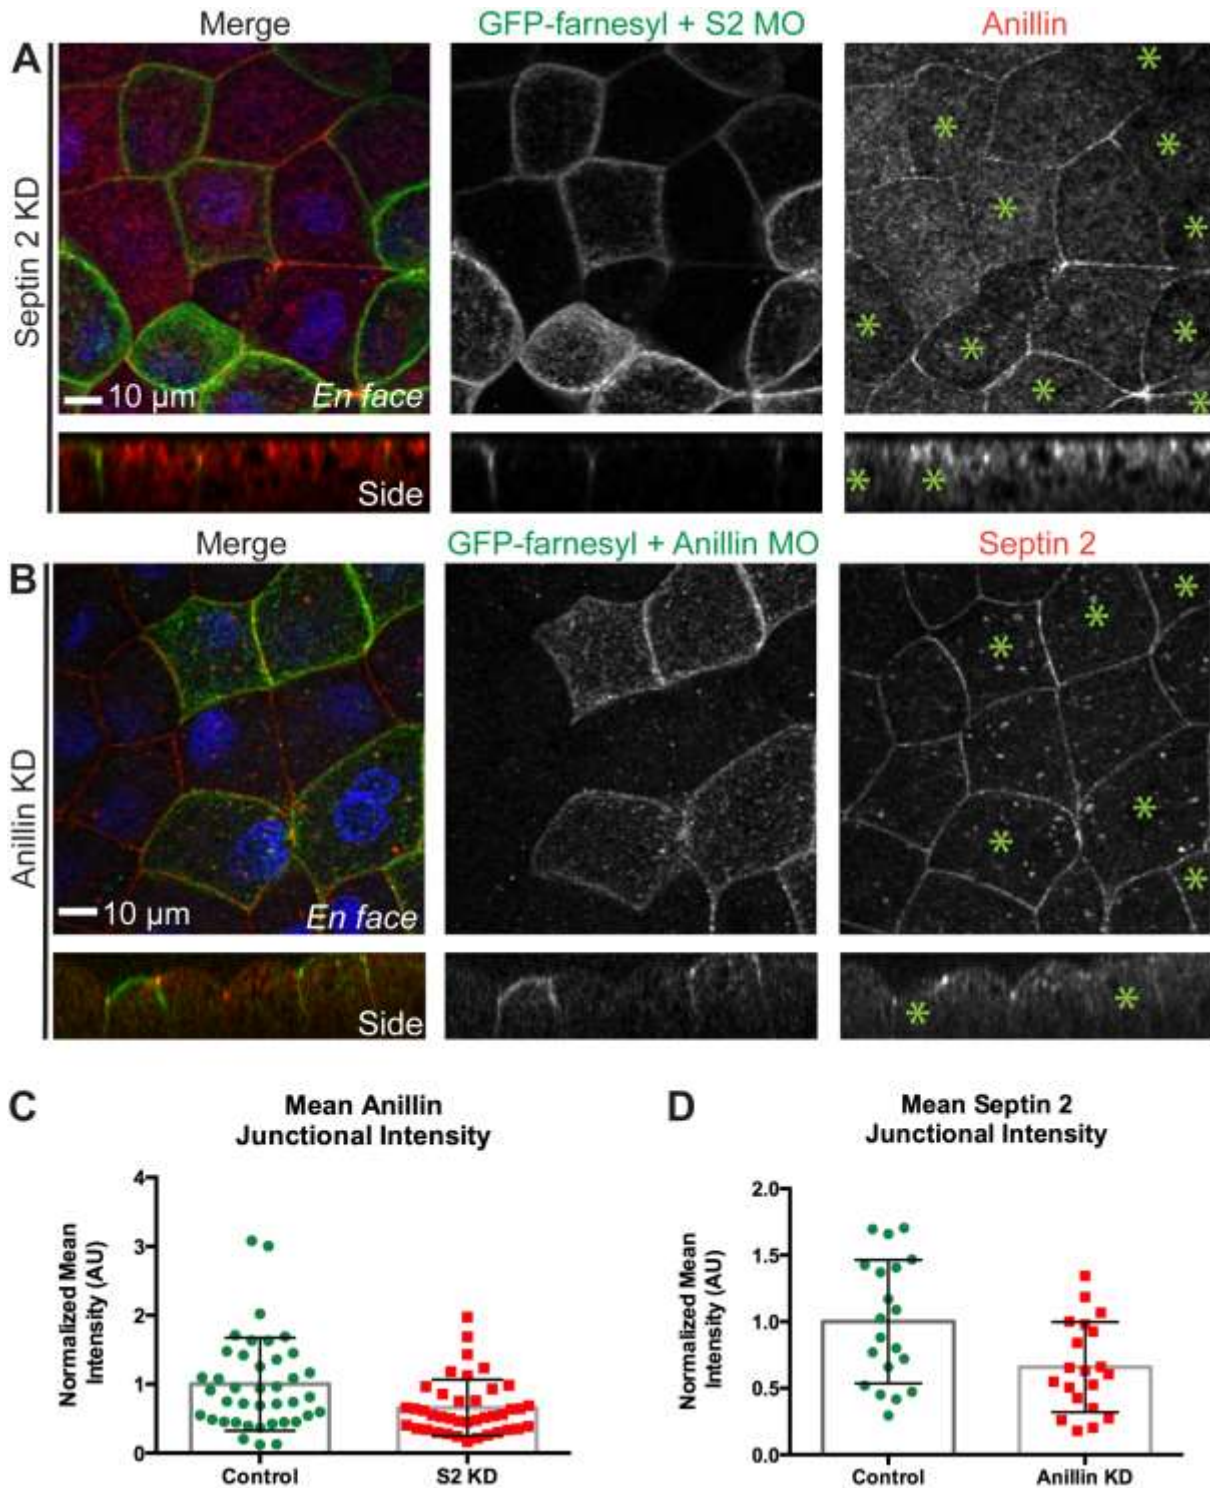 A
Merge
GFP-farnesyl + S2 MO
Anillin
Septin 2 KD
10 µm
En face
Side
B
Merge
GFP-farnesyl + Anillin MO
Septin 2
Anillin KD
10 µm
En face
Side
C
Mean Anillin
Junctional Intensity
Normalized Mean
Intensity (AU)
4
3
2
1
0
Control
S2 KD
D
Mean Septin 2
Junctional Intensity
Normalized Mean
Intensity (AU)
2.0
1.5
1.0
0.5
0.0
Control
Anillin KD